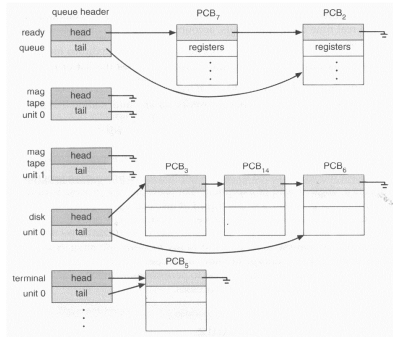 queue header
PCB7
PCB2
ready
queue
head
tail
registers
registers
mag
tape
unit 0
head
tail
mag
tape
unit 1
head
tail
PCB3
PCB14
PCB6
disk
unit 0
head
tail
PCB5
terminal
unit 0
head
tail